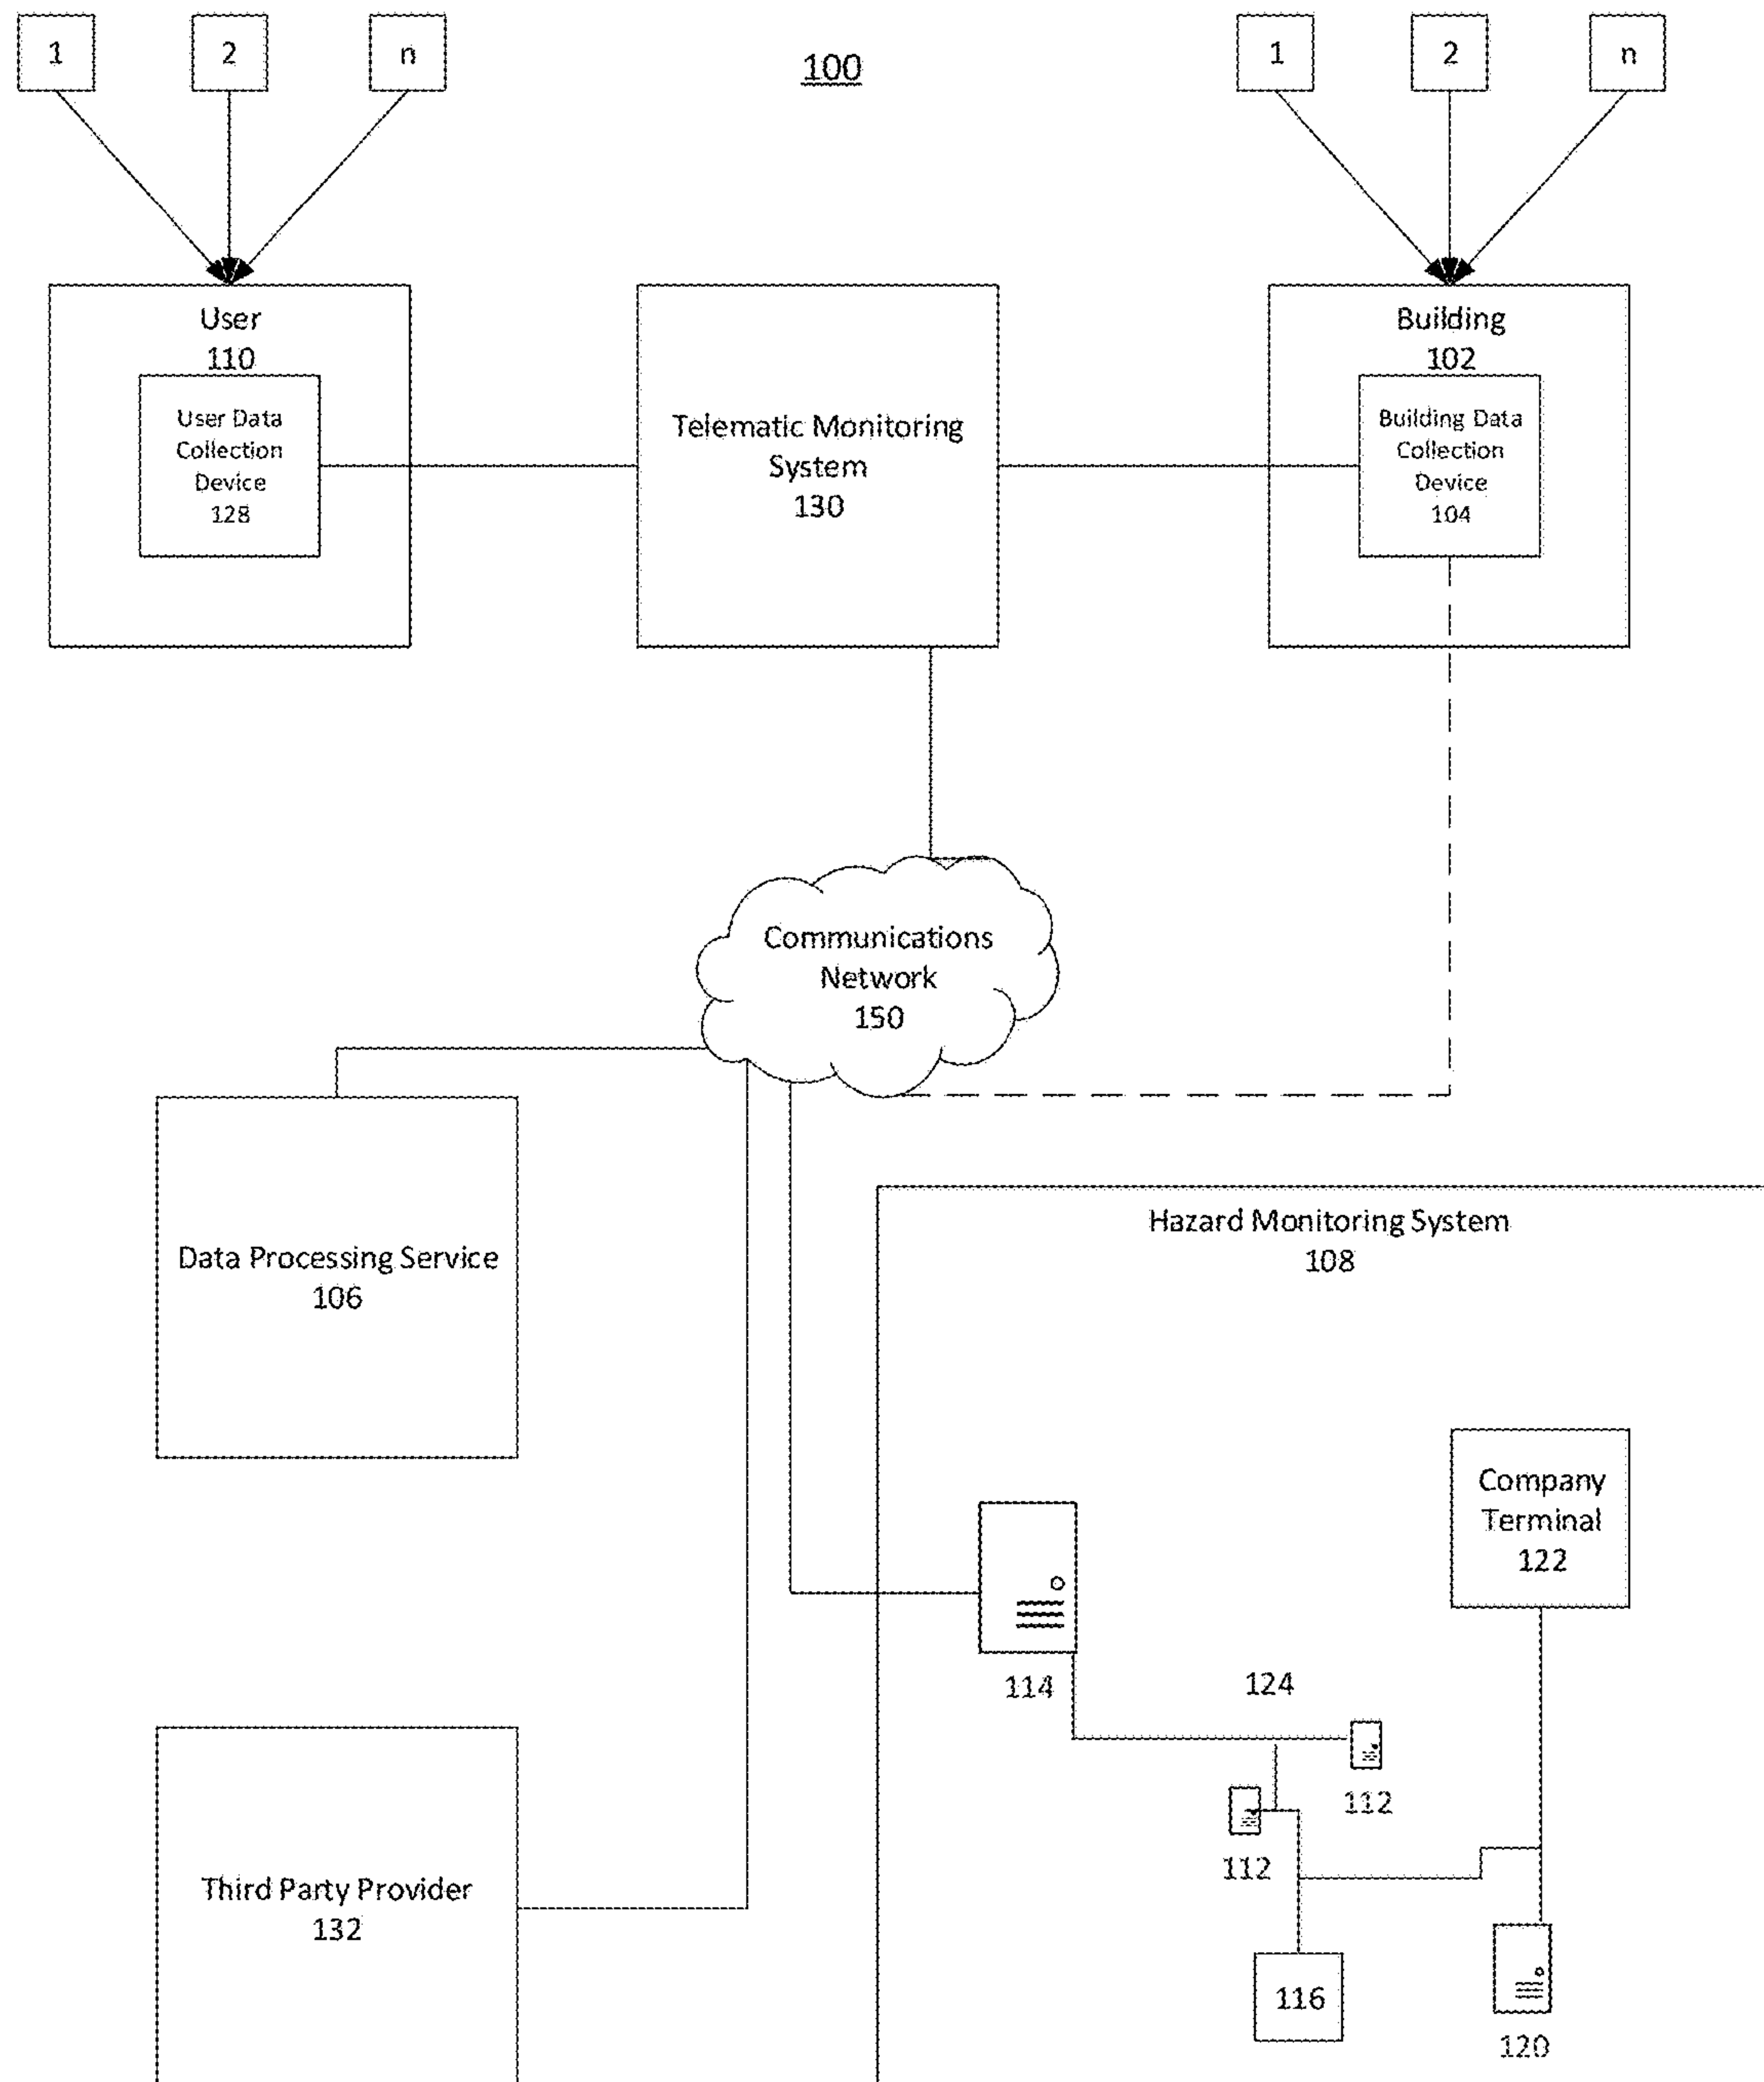 1
2
n
100
1
2
n
User
110
User Data
Collection
Device
128
Telematic Monitoring
System
130
Building
102
Building Data
Collection
Device
104
Communications
Network
150
Data Processing Service
106
Hazard Monitoring System
108
Company
Terminal
122
114
124
112
112
Third Party Provider
132
116
120